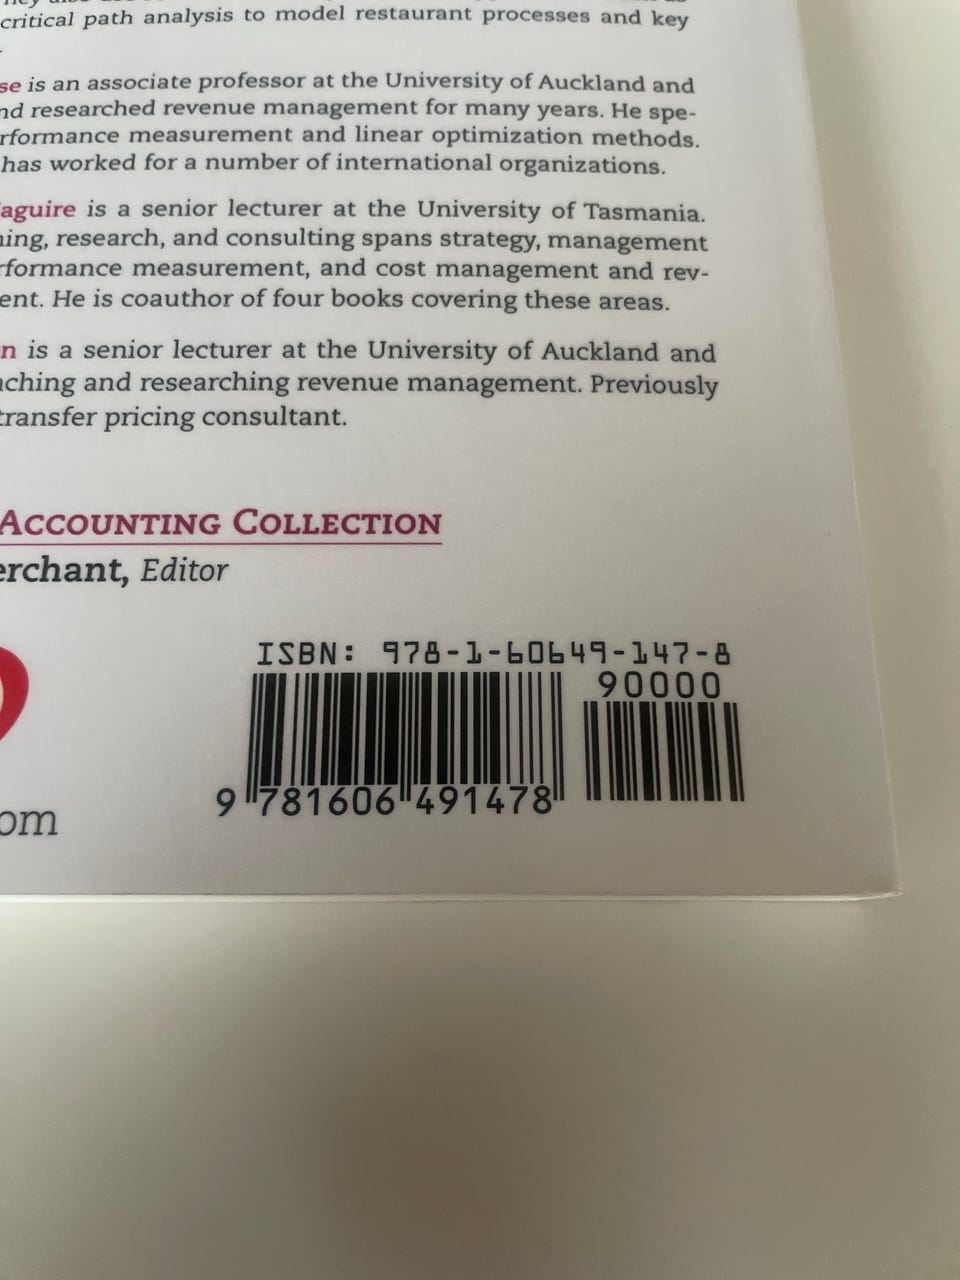 critical path analysis to model restaurant processes and key
se is an associate professor at the University of Auckland and
nd researched revenue management for many years. He spe-
rformance measurement and linear optimization methods.
has worked for a number of international organizations.
aguire is a senior lecturer at the University of Tasmania.
ning, research, and consulting spans strategy, management
rformance measurement, and cost management and rev-
ent. He is coauthor of four books covering these areas.
n is a senior lecturer at the University of Auckland and
aching and researching revenue management. Previously
transfer pricing consultant.
ACCOUNTING COLLECTION
erchant, Editor
ISBN: 978-1-60649-147-8
90000
9 781606 491478
om